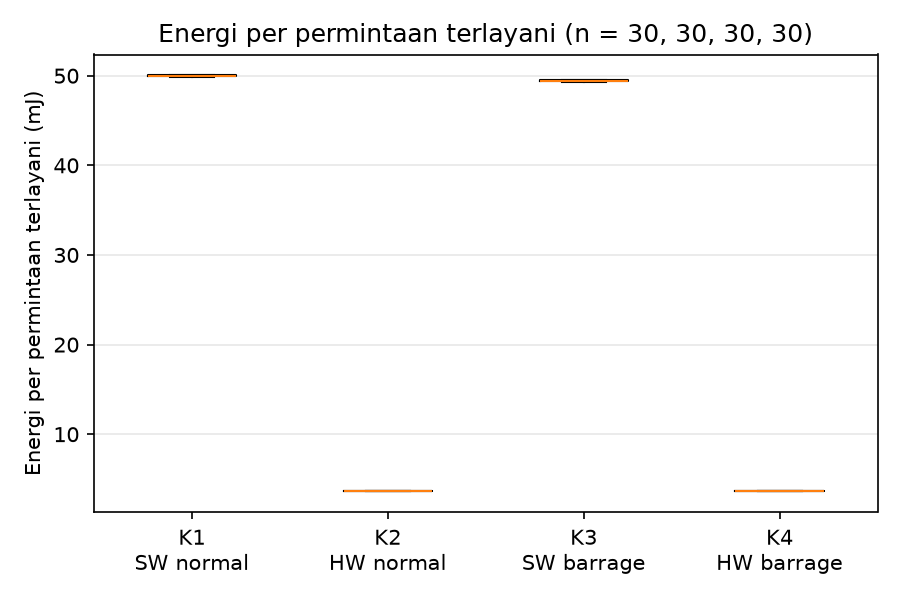 Energi per permintaan terlayani (n = 30, 30, 30, 30)
Energi per permintaan terlayani (mJ)
50
40
30
20
10
K1
SW normal
K2
HW normal
K3
SW barrage
K4
HW barrage